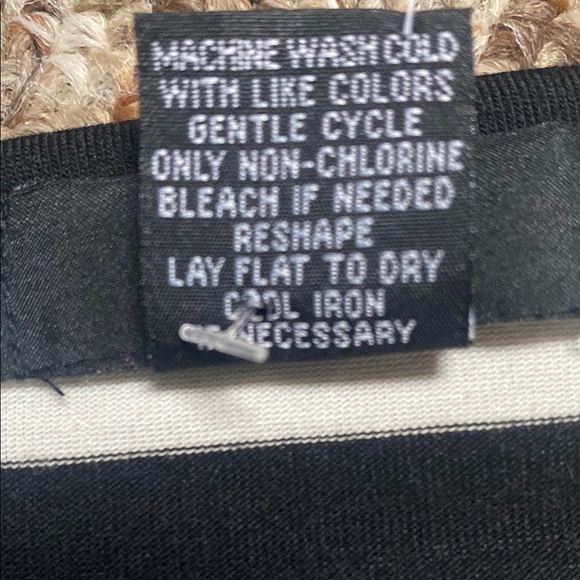 MACHINE WASH COLD
WITH LIKE COLORS
GENTLE CYCLE
ONLY NON-CHLORINE
BLEACH IF NEEDED
RESHAPE
LAY FLAT TO DRY
COOL IRON
NECESSARY